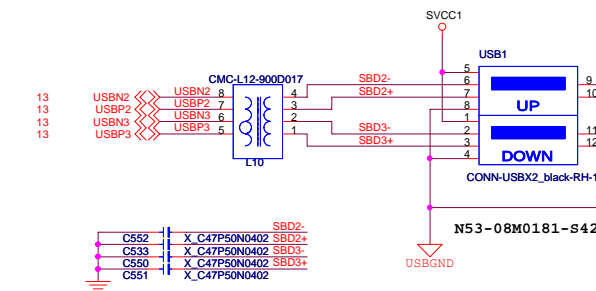 SVCC1
USB1
CMC-L12-900D017
13 USBN2 USBN2 8 4 SBD2- 5 9
13 USBP2 USBP2 7 3 SBD2+ 6 10
13 USBN3 USBN3 6 2 SBD3- 7
13 USBP3 USBP3 5 1 SBD3+ 8
UP
1
2 11
3 12
4
DOWN
L10
CONN-USBX2_black-RH-1
N53-08M0181-S42
USBGND
SBD2-
C552 X_C47P50N0402 SBD2+
C533 X_C47P50N0402 SBD3-
C550 X_C47P50N0402 SBD3+
C551 X_C47P50N0402